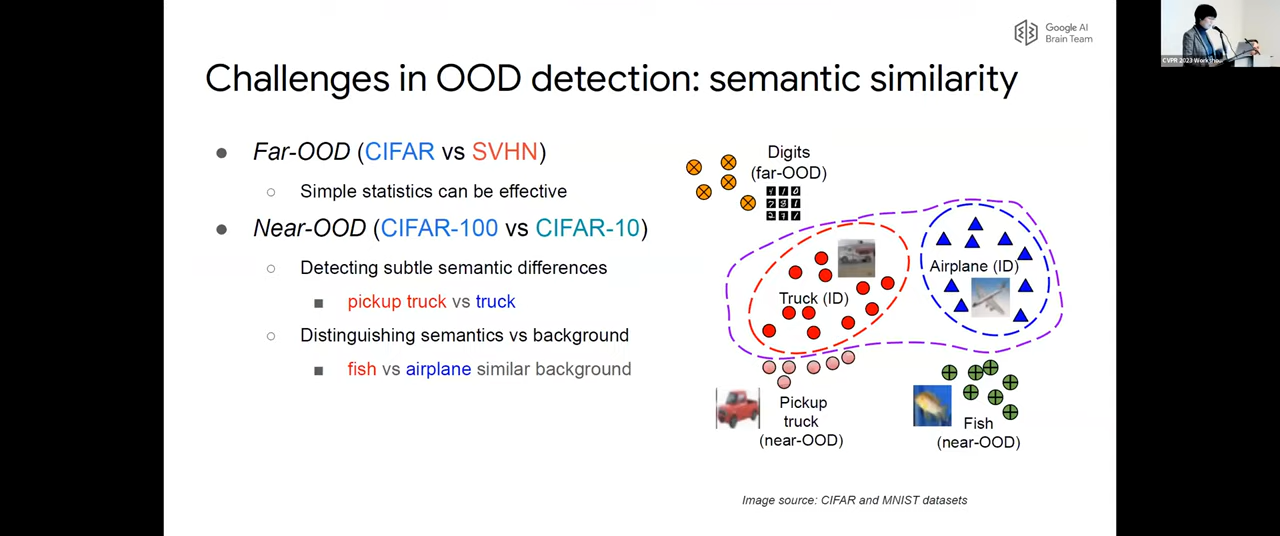 Google AI
Brain Team
CVPR 2023 Workshop
Challenges in OOD detection: semantic similarity
● Far-OOD (CIFAR vs SVHN)
○ Simple statistics can be effective
● Near-OOD (CIFAR-100 vs CIFAR-10)
○ Detecting subtle semantic differences
■ pickup truck vs truck
○ Distinguishing semantics vs background
■ fish vs airplane similar background
Digits
(far-OOD)
Truck (ID)
Airplane (ID)
Pickup
truck
(near-OOD)
Fish
(near-OOD)
Image source: CIFAR and MNIST datasets